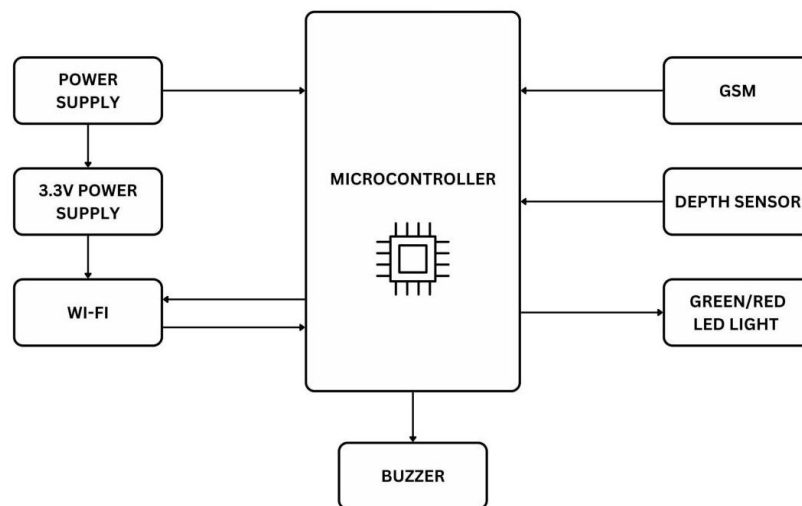 POWER
SUPPLY
GSM
3.3V POWER
SUPPLY
MICROCONTROLLER
DEPTH SENSOR
WI-FI
GREEN/RED
LED LIGHT
BUZZER